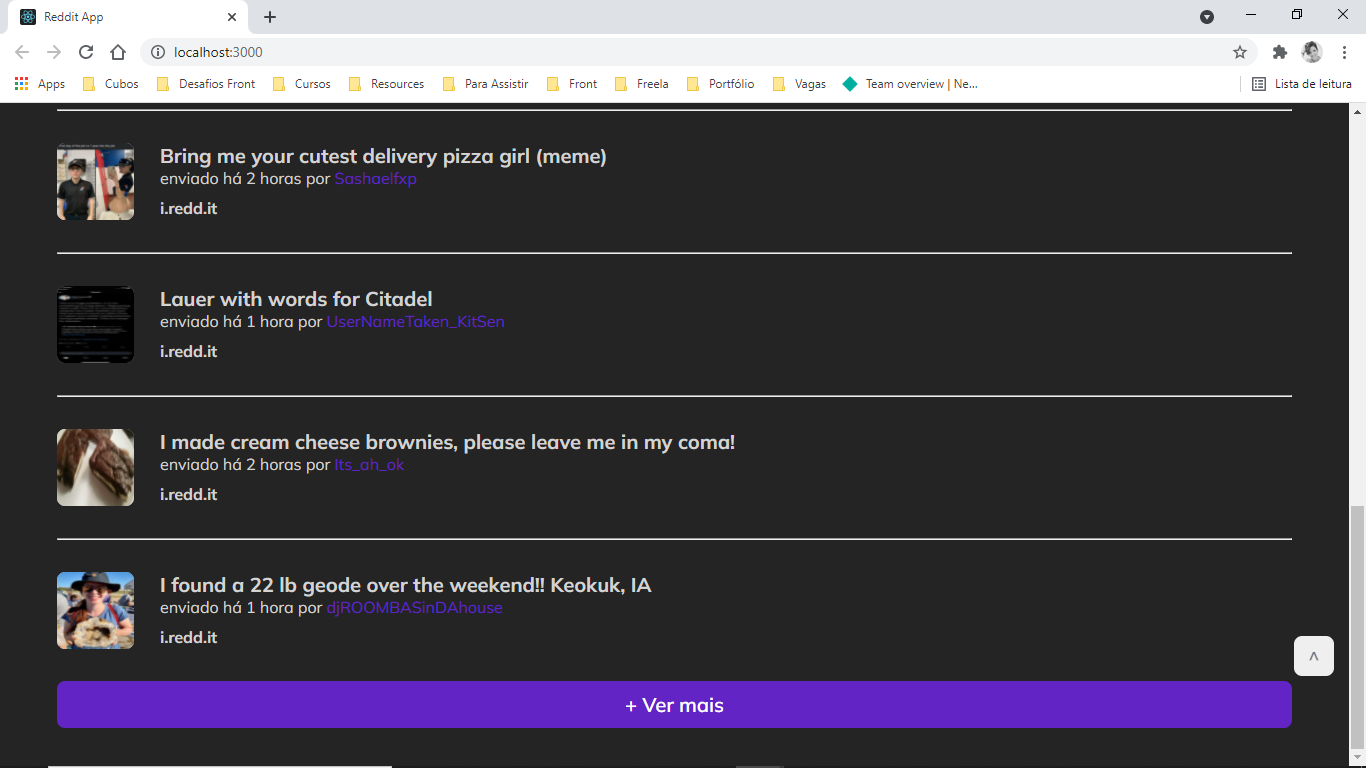 Reddit App
localhost:3000
Apps Cubos Desafios Front Cursos Resources Para Assistir Front Freela Portfólio Vagas Team overview | Ne... Lista de leitura
Bring me your cutest delivery pizza girl (meme)
enviado há 2 horas por Sashaelfxp
i.redd.it
Lauer with words for Citadel
enviado há 1 hora por UserNameTaken_KitSen
i.redd.it
I made cream cheese brownies, please leave me in my coma!
enviado há 2 horas por Its_ah_ok
i.redd.it
I found a 22 lb geode over the weekend!! Keokuk, IA
enviado há 1 hora por djROOMBASinDAhouse
i.redd.it
^
+ Ver mais